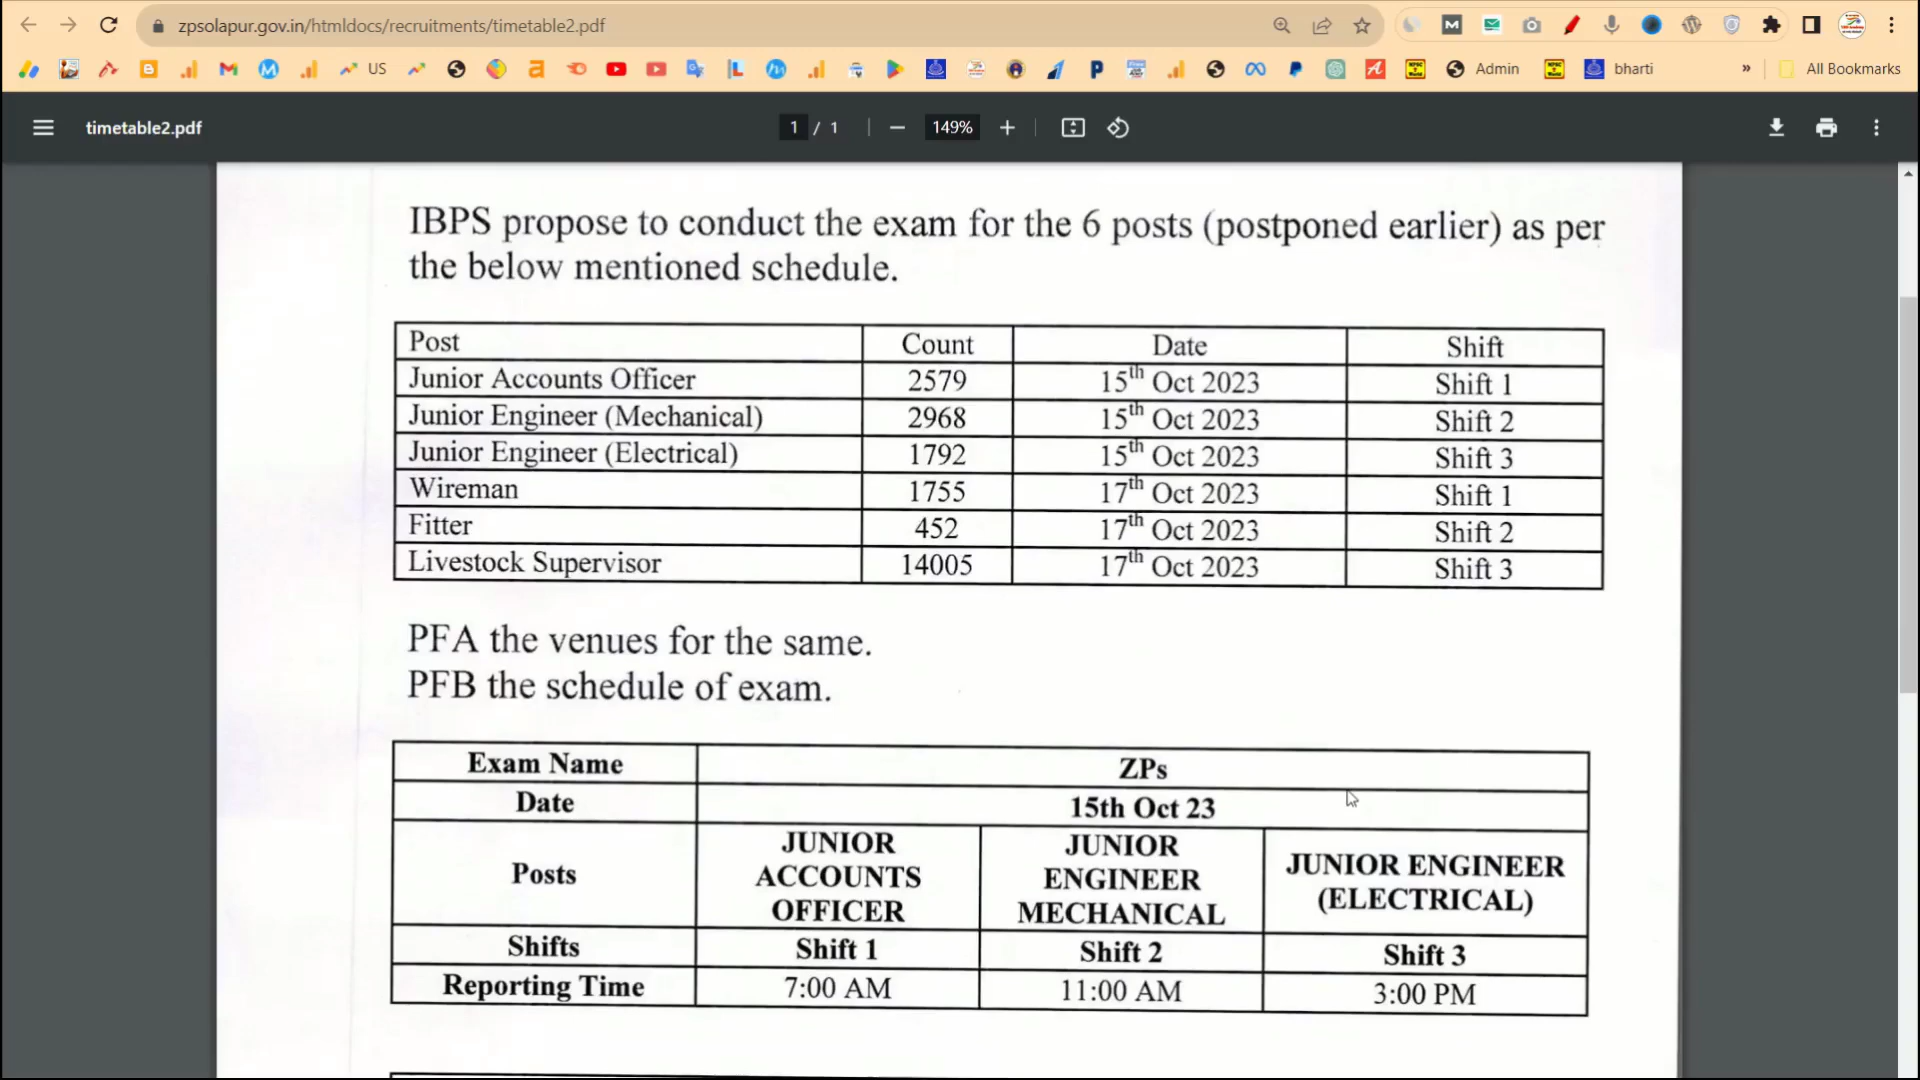 zpsolapur.gov.in/htmldocs/recruitments/timetable2.pdf
US
Admin
bharti
»
All Bookmarks
timetable2.pdf
1 / 1
149%
IBPS propose to conduct the exam for the 6 posts (postponed earlier) as per
the below mentioned schedule.
Post Count Date Shift
Junior Accounts Officer 2579 15th Oct 2023 Shift 1
Junior Engineer (Mechanical) 2968 15th Oct 2023 Shift 2
Junior Engineer (Electrical) 1792 15th Oct 2023 Shift 3
Wireman 1755 17th Oct 2023 Shift 1
Fitter 452 17th Oct 2023 Shift 2
Livestock Supervisor 14005 17th Oct 2023 Shift 3
PFA the venues for the same.
PFB the schedule of exam.
Exam Name ZPs
Date 15th Oct 23
Posts
JUNIOR
ACCOUNTS
OFFICER
JUNIOR
ENGINEER
MECHANICAL
JUNIOR ENGINEER
(ELECTRICAL)
Shifts Shift 1 Shift 2 Shift 3
Reporting Time 7:00 AM 11:00 AM 3:00 PM